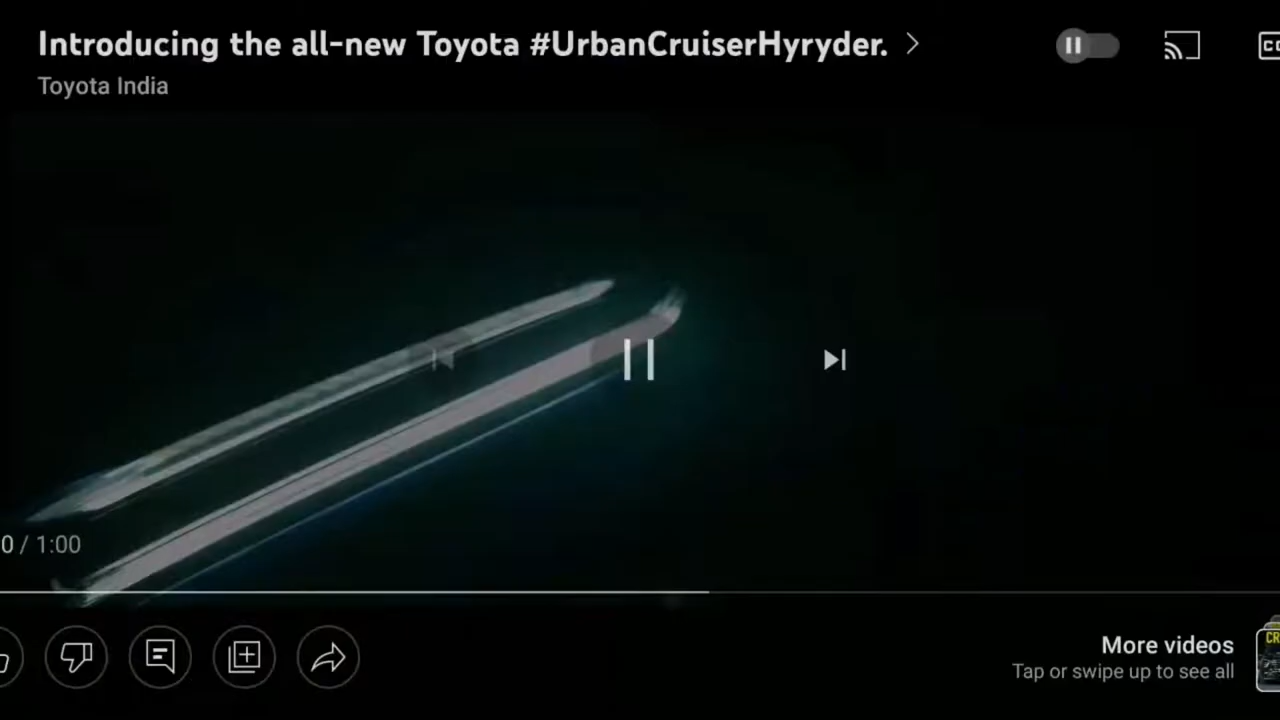 Introducing the all-new Toyota #UrbanCruiserHyryder.
Toyota India
0 / 1:00
More videos
Tap or swipe up to see all